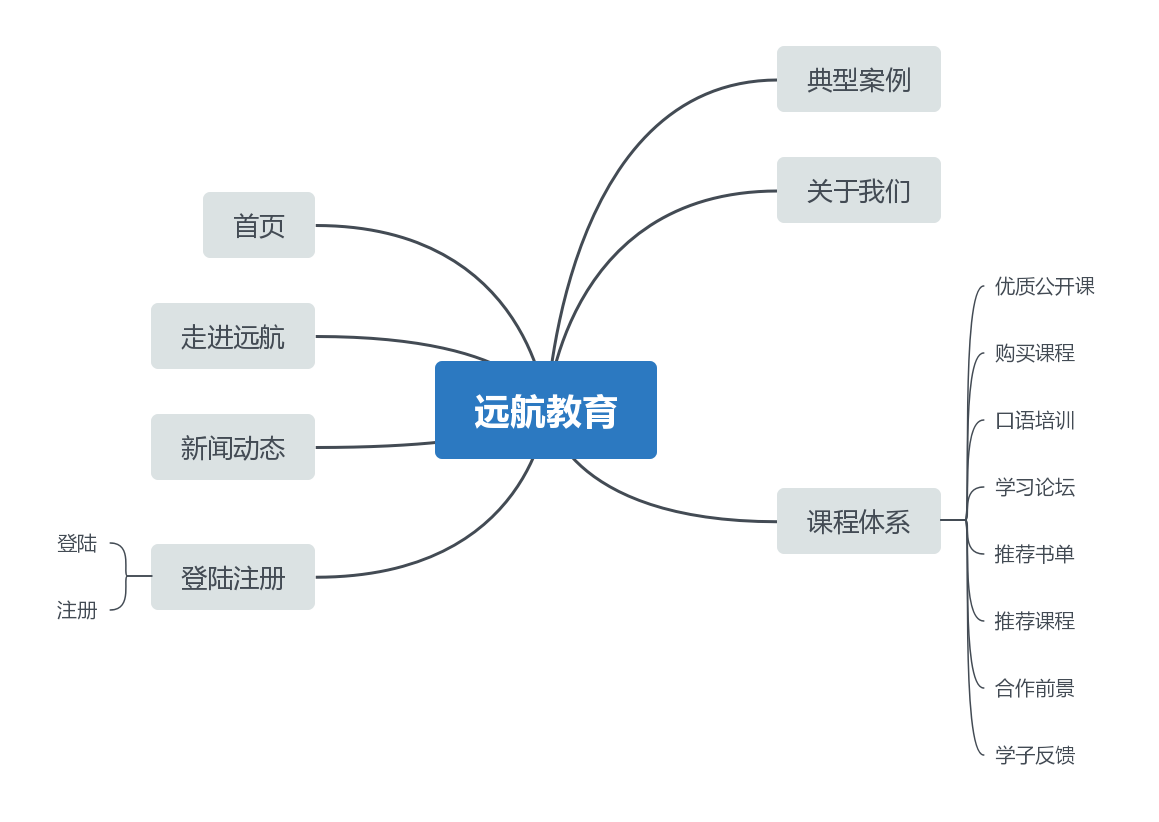 典型案例
关于我们
首页
优质公开课
走进远航
购买课程
远航教育
口语培训
新闻动态
学习论坛
课程体系
登陆
推荐书单
登陆注册
注册
推荐课程
合作前景
学子反馈